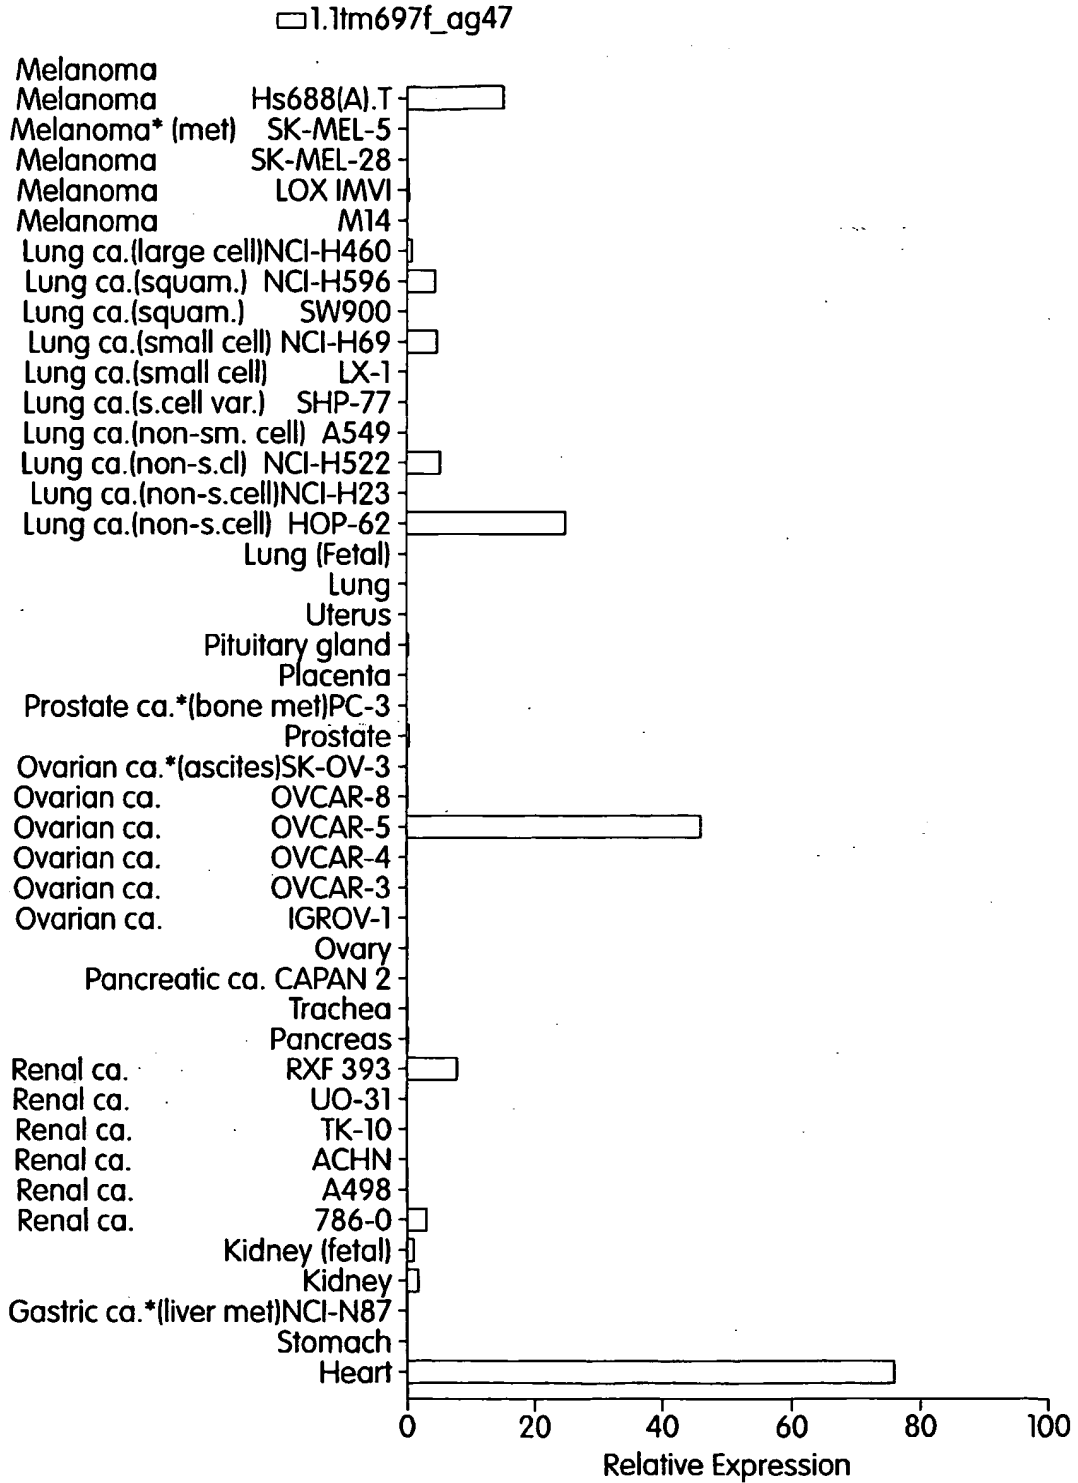 1.1tm697f_ag47
Melanoma
Melanoma Hs688(A).T
Melanoma* (met) SK-MEL-5
Melanoma SK-MEL-28
Melanoma LOX IMVI
Melanoma M14
Lung ca.(large cell)NCI-H460
Lung ca.(squam.) NCI-H596
Lung ca.(squam.) SW900
Lung ca.(small cell) NCI-H69
Lung ca.(small cell) LX-1
Lung ca.(s.cell var.) SHP-77
Lung ca.(non-sm. cell) A549
Lung ca.(non-s.cl) NCI-H522
Lung ca.(non-s.cell)NCI-H23
Lung ca.(non-s.cell) HOP-62
Lung (Fetal)
Lung
Uterus
Pituitary gland
Placenta
Prostate ca.*(bone met)PC-3
Prostate
Ovarian ca.*(ascites)SK-OV-3
Ovarian ca. OVCAR-8
Ovarian ca. OVCAR-5
Ovarian ca. OVCAR-4
Ovarian ca. OVCAR-3
Ovarian ca. IGROV-1
Ovary
Pancreatic ca. CAPAN 2
Trachea
Pancreas
Renal ca. RXF 393
Renal ca. UO-31
Renal ca. TK-10
Renal ca. ACHN
Renal ca. A498
Renal ca. 786-0
Kidney (fetal)
Kidney
Gastric ca.*(liver met)NCI-N87
Stomach
Heart
0 20 40 60 80 100
Relative Expression